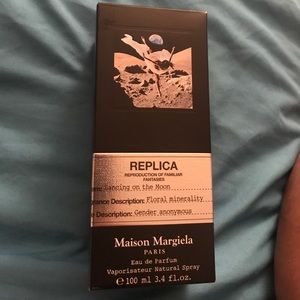 REPLICA
REPRODUCTION OF FAMILIAR
FANTASIES
Dancing on the Moon
Description: Floral minerality
Description: Gender anonymous
Maison Margiela
PARIS
Eau de Parfum
Vaporisateur Natural Spray
e 100 ml 3.4 fl.oz.